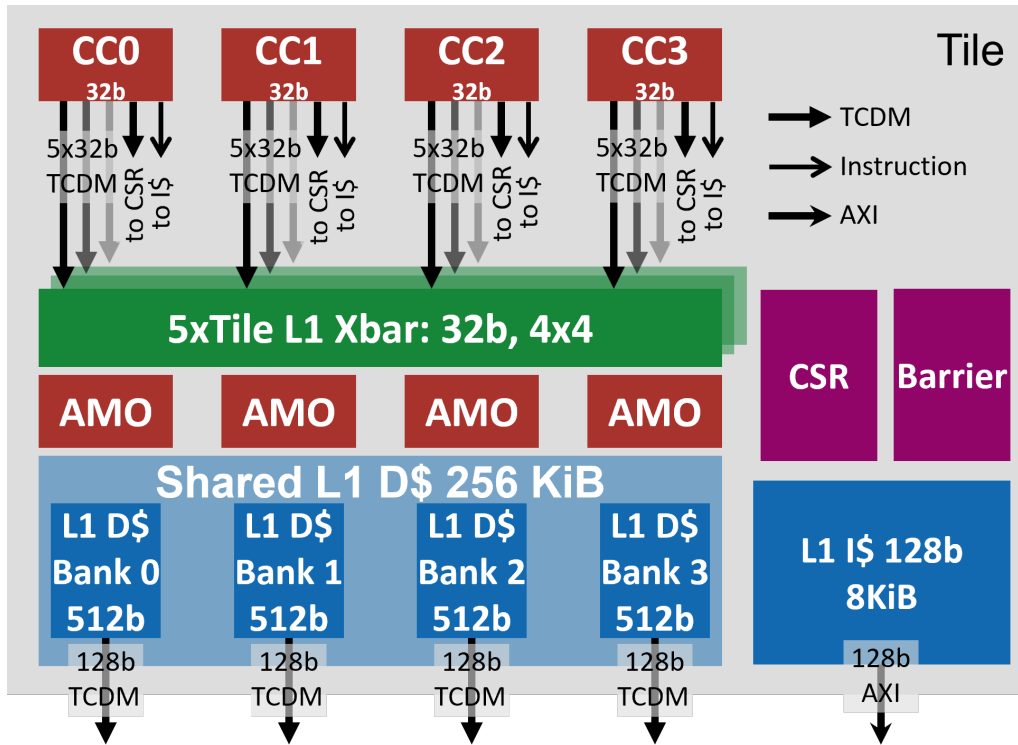 CC0
32b
CC1
32b
CC2
32b
CC3
32b
Tile
TCDM
Instruction
AXI
5x32b
TCDM
to CSR
to I$
5x32b
TCDM
to CSR
to I$
5x32b
TCDM
to CSR
to I$
5x32b
TCDM
to CSR
to I$
5xTile L1 Xbar: 32b, 4x4
CSR
Barrier
AMO
AMO
AMO
AMO
Shared L1 D$ 256 KiB
L1 D$
Bank 0
512b
L1 D$
Bank 1
512b
L1 D$
Bank 2
512b
L1 D$
Bank 3
512b
L1 I$ 128b
8KiB
128b
TCDM
128b
TCDM
128b
TCDM
128b
TCDM
128b
AXI